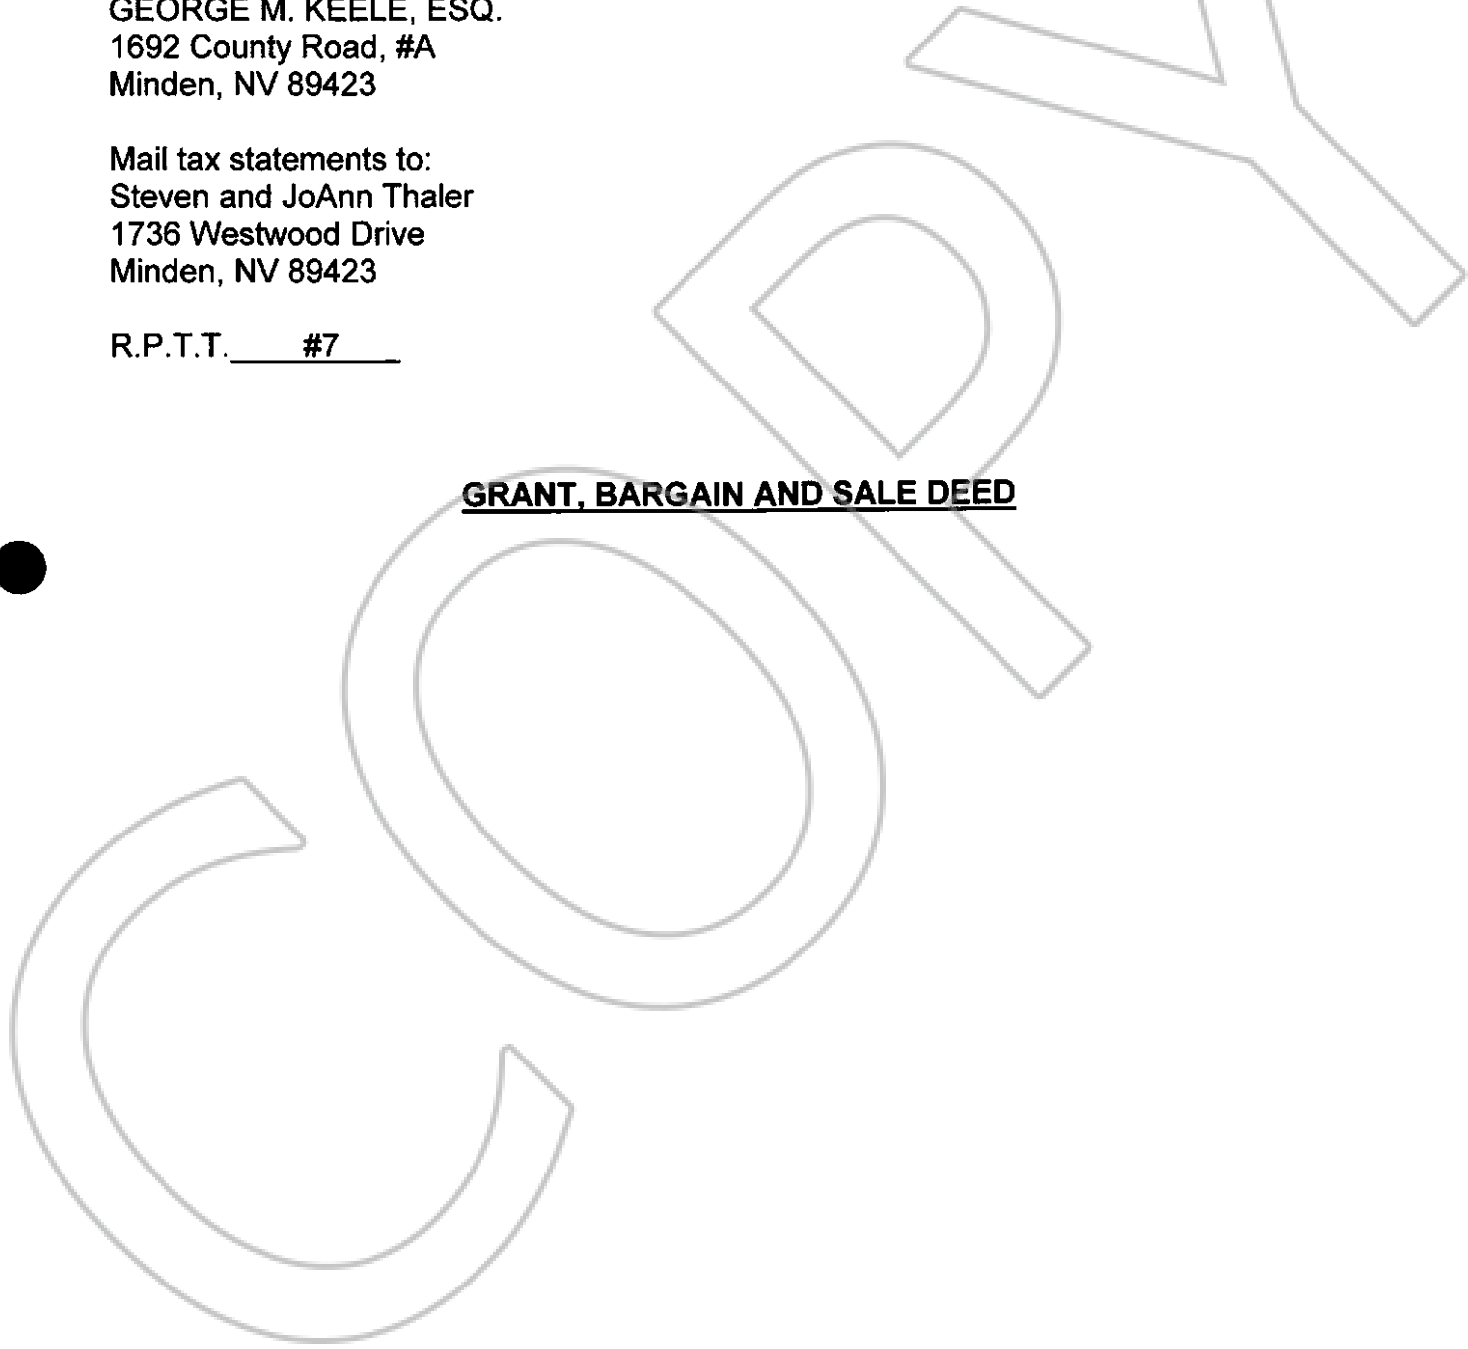 GEORGE M. KEELE, ESQ.
1692 County Road, #A
Minden, NV 89423
Mail tax statements to:
Steven and JoAnn Thaler
1736 Westwood Drive
Minden, NV 89423
R.P.T.T. #7
GRANT, BARGAIN AND SALE DEED
COPY